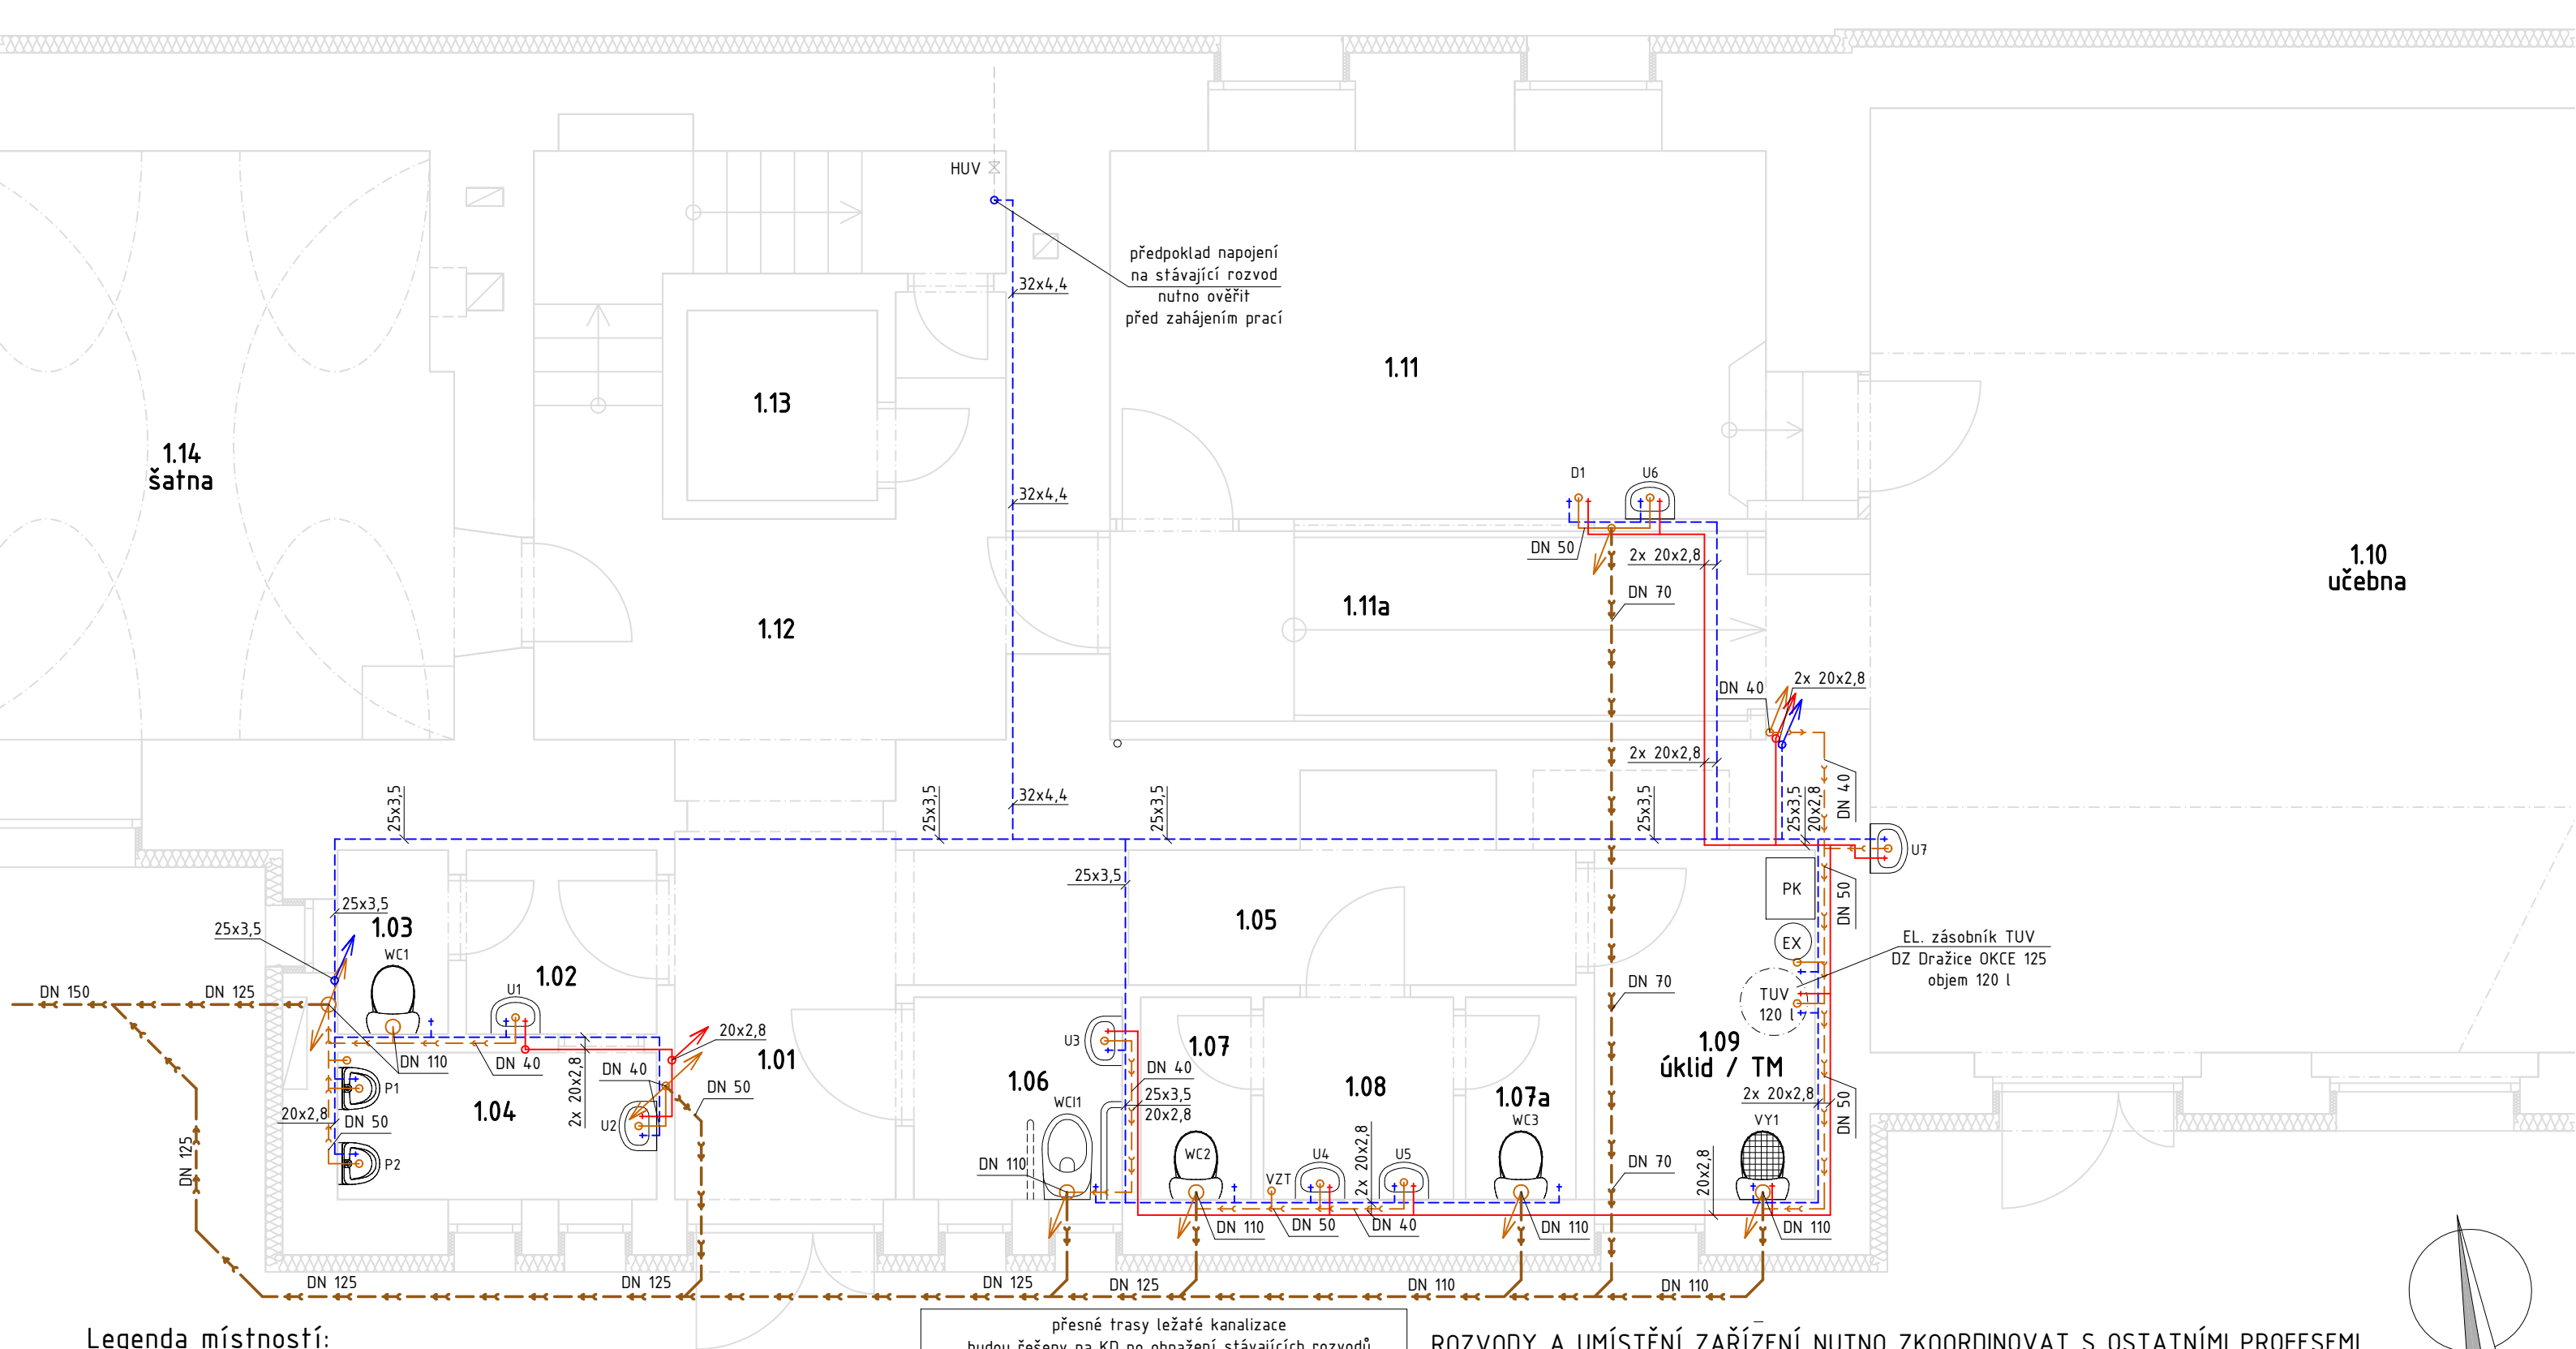 HUV
předpoklad napojení
na stávající rozvod
nutno ověřit
před zahájením prací
32x4,4
1.11
1.13
1.14
šatna
D1
U6
32x4,4
DN 50
2x 20x2,8
1.10
učebna
DN 70
1.11a
1.12
2x 20x2,8
DN 40
2x 20x2,8
25x3,5
25x3,5
32x4,4
25x3,5
25x3,5
25x3,5
20x2,8
DN 40
U7
25x3,5
PK
DN 50
25x3,5
1.03
1.05
25x3,5
WC1
EX
EL. zásobník TUV
DZ Dražice OKCE 125
objem 120 l
1.02
U1
DN 150
DN 125
DN 70
TUV
120 l
20x2,8
1.01
U3
1.07
1.09
úklid / TM
DN 110
DN 40
2x 20x2,8
DN 40
DN 50
P1
1.04
1.06
DN 40
1.08
1.07a
2x 20x2,8
DN 50
20x2,8
DN 50
U2
WCI1
25x3,5
20x2,8
WC3
VY1
P2
DN 125
DN 110
WC2
VZT
U4
2x 20x2,8
U5
DN 70
20x2,8
DN 110
DN 50
DN 40
DN 110
DN 110
DN 125
DN 125
DN 125
DN 125
DN 110
DN 110
Legenda místností:
přesné trasy ležaté kanalizace
budou řešeny na KD po obnažení stávajících rozvodů
ROZVODY A UMÍSTĚNÍ ZAŘÍZENÍ NUTNO ZKOORDINOVAT S OSTATNÍMI PROFESEMI